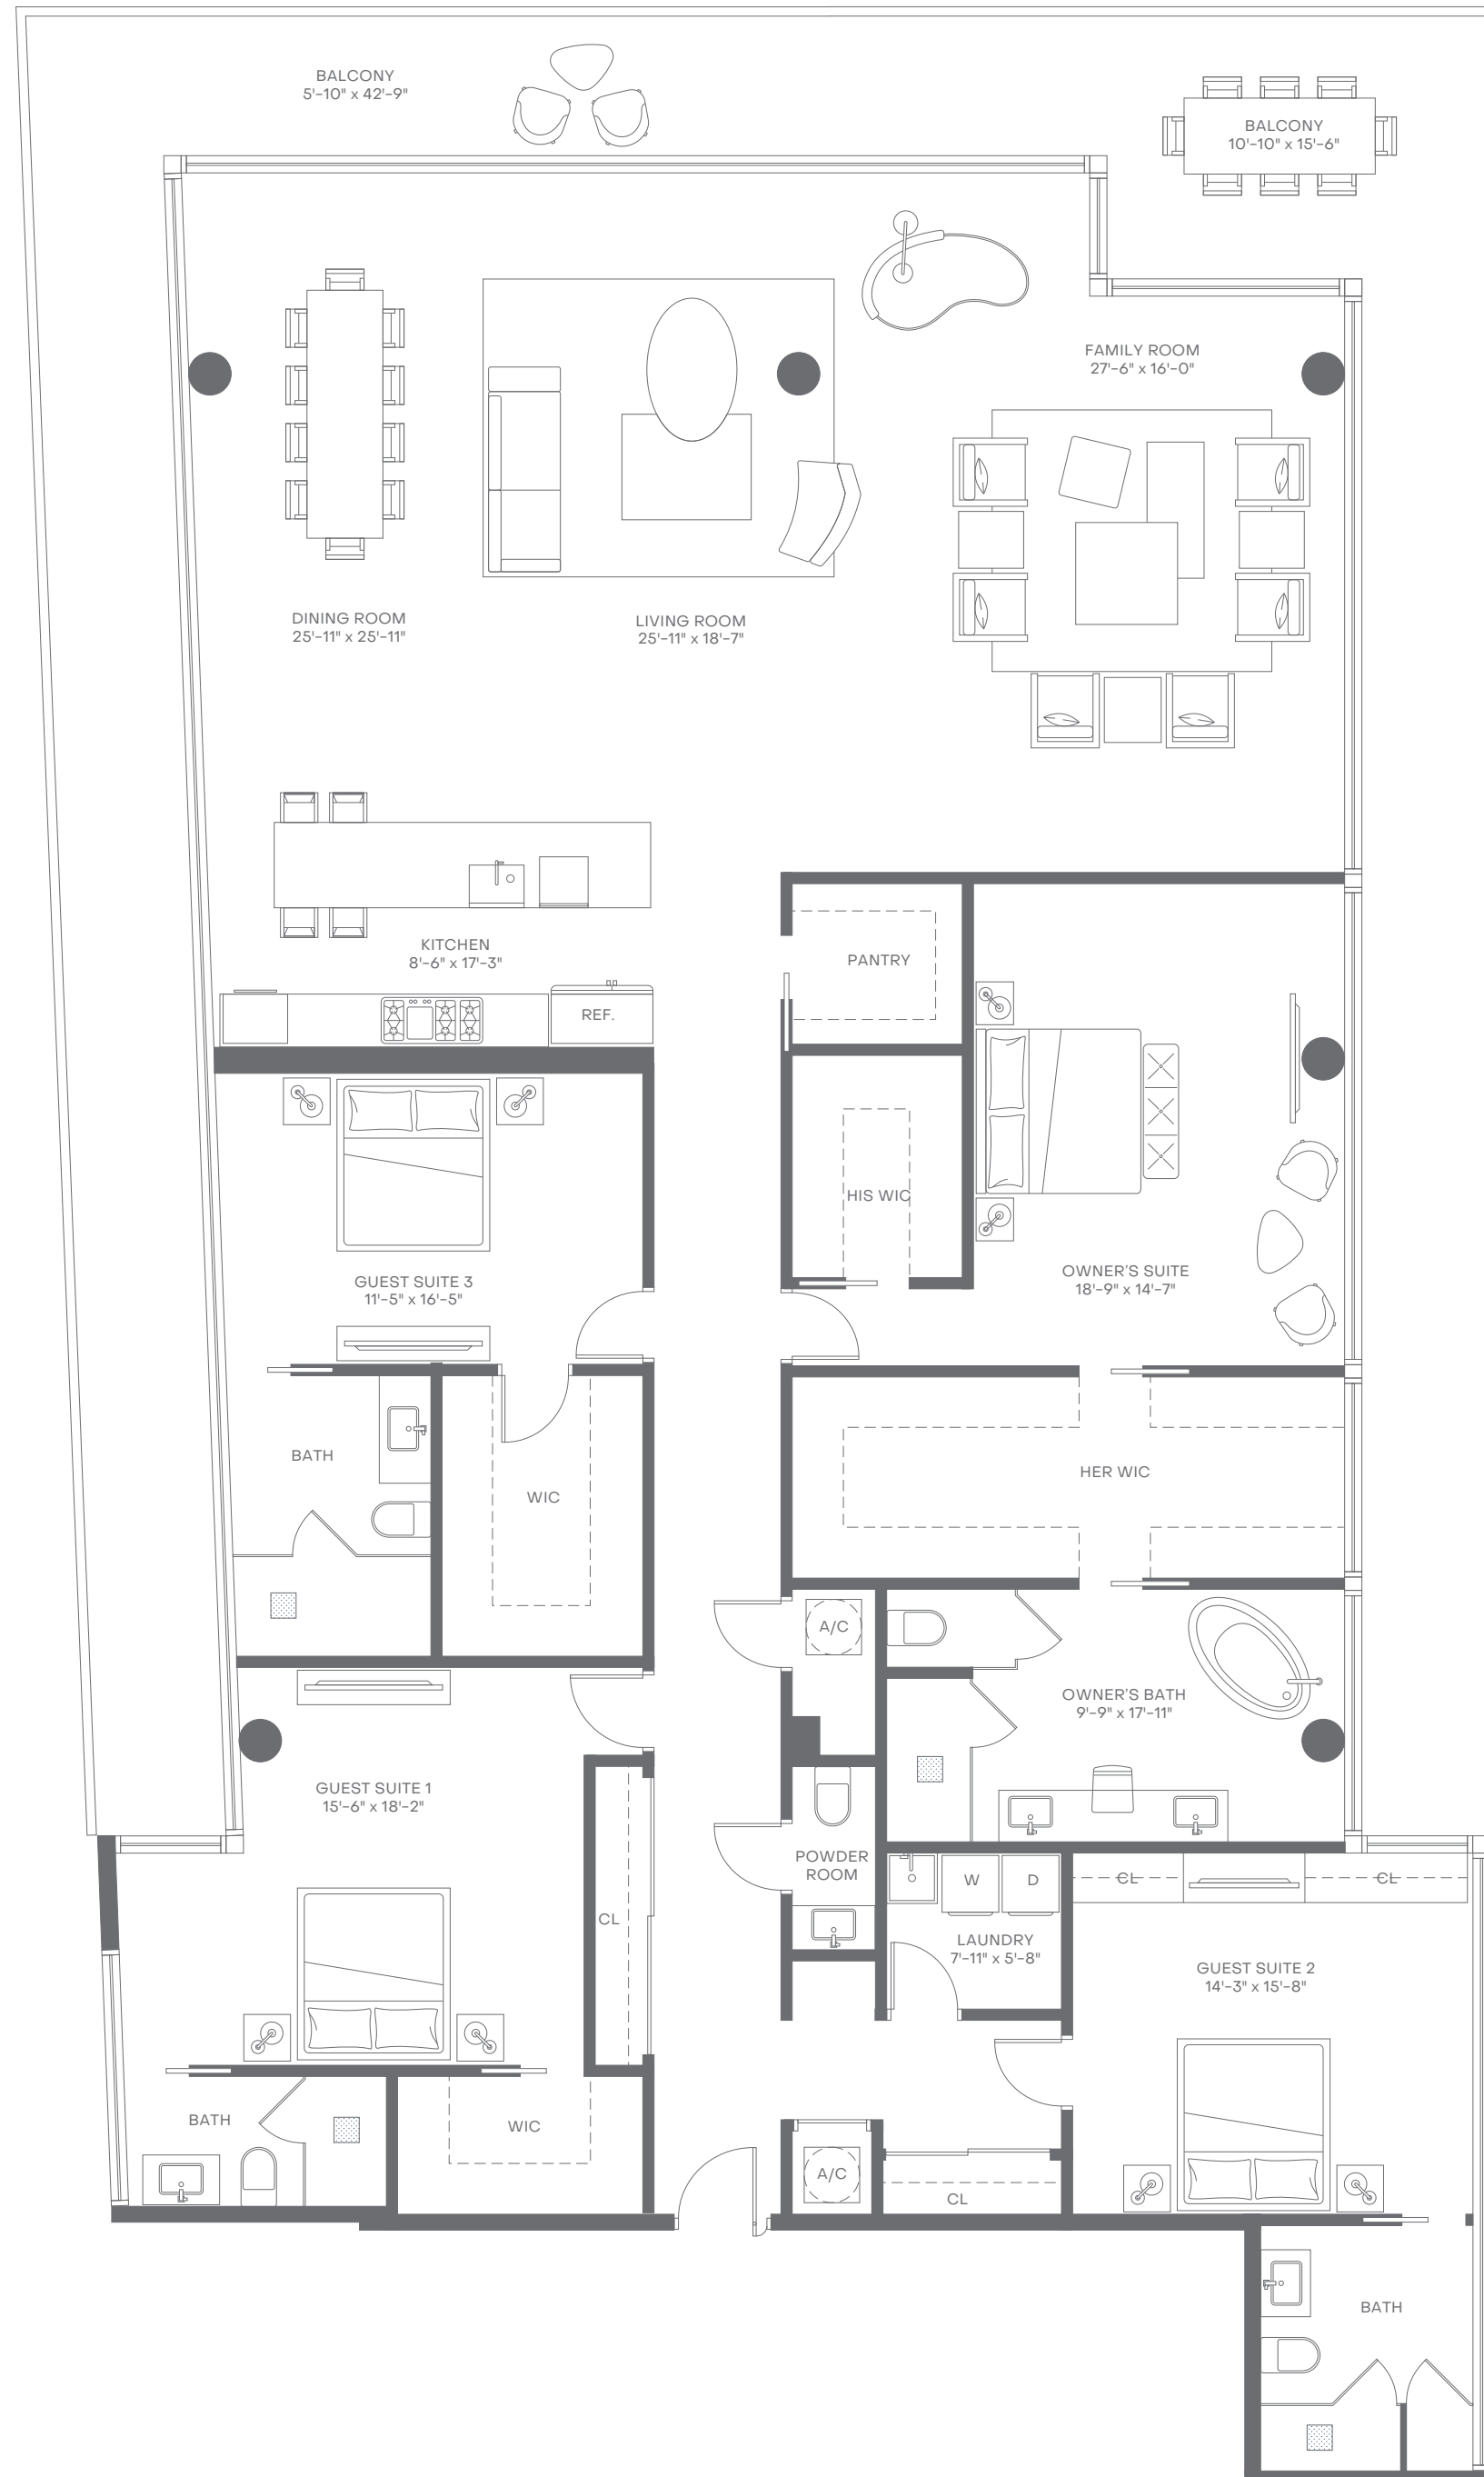 BALCONY
5'-10" x 42'-9"
BALCONY
10'-10" x 15'-6"
FAMILY ROOM
27'-6" x 16'-0"
DINING ROOM
25'-11" x 25'-11"
LIVING ROOM
25'-11" x 18'-7"
KITCHEN
8'-6" x 17'-3"
PANTRY
REF.
HIS WIC
OWNER'S SUITE
18'-9" x 14'-7"
GUEST SUITE 3
11'-5" x 16'-5"
BATH
WIC
HER WIC
A/C
OWNER'S BATH
9'-9" x 17'-11"
GUEST SUITE 1
15'-6" x 18'-2"
POWDER
ROOM
W
D
CL
CL
CL
LAUNDRY
7'-11" x 5'-8"
GUEST SUITE 2
14'-3" x 15'-8"
BATH
WIC
A/C
CL
BATH